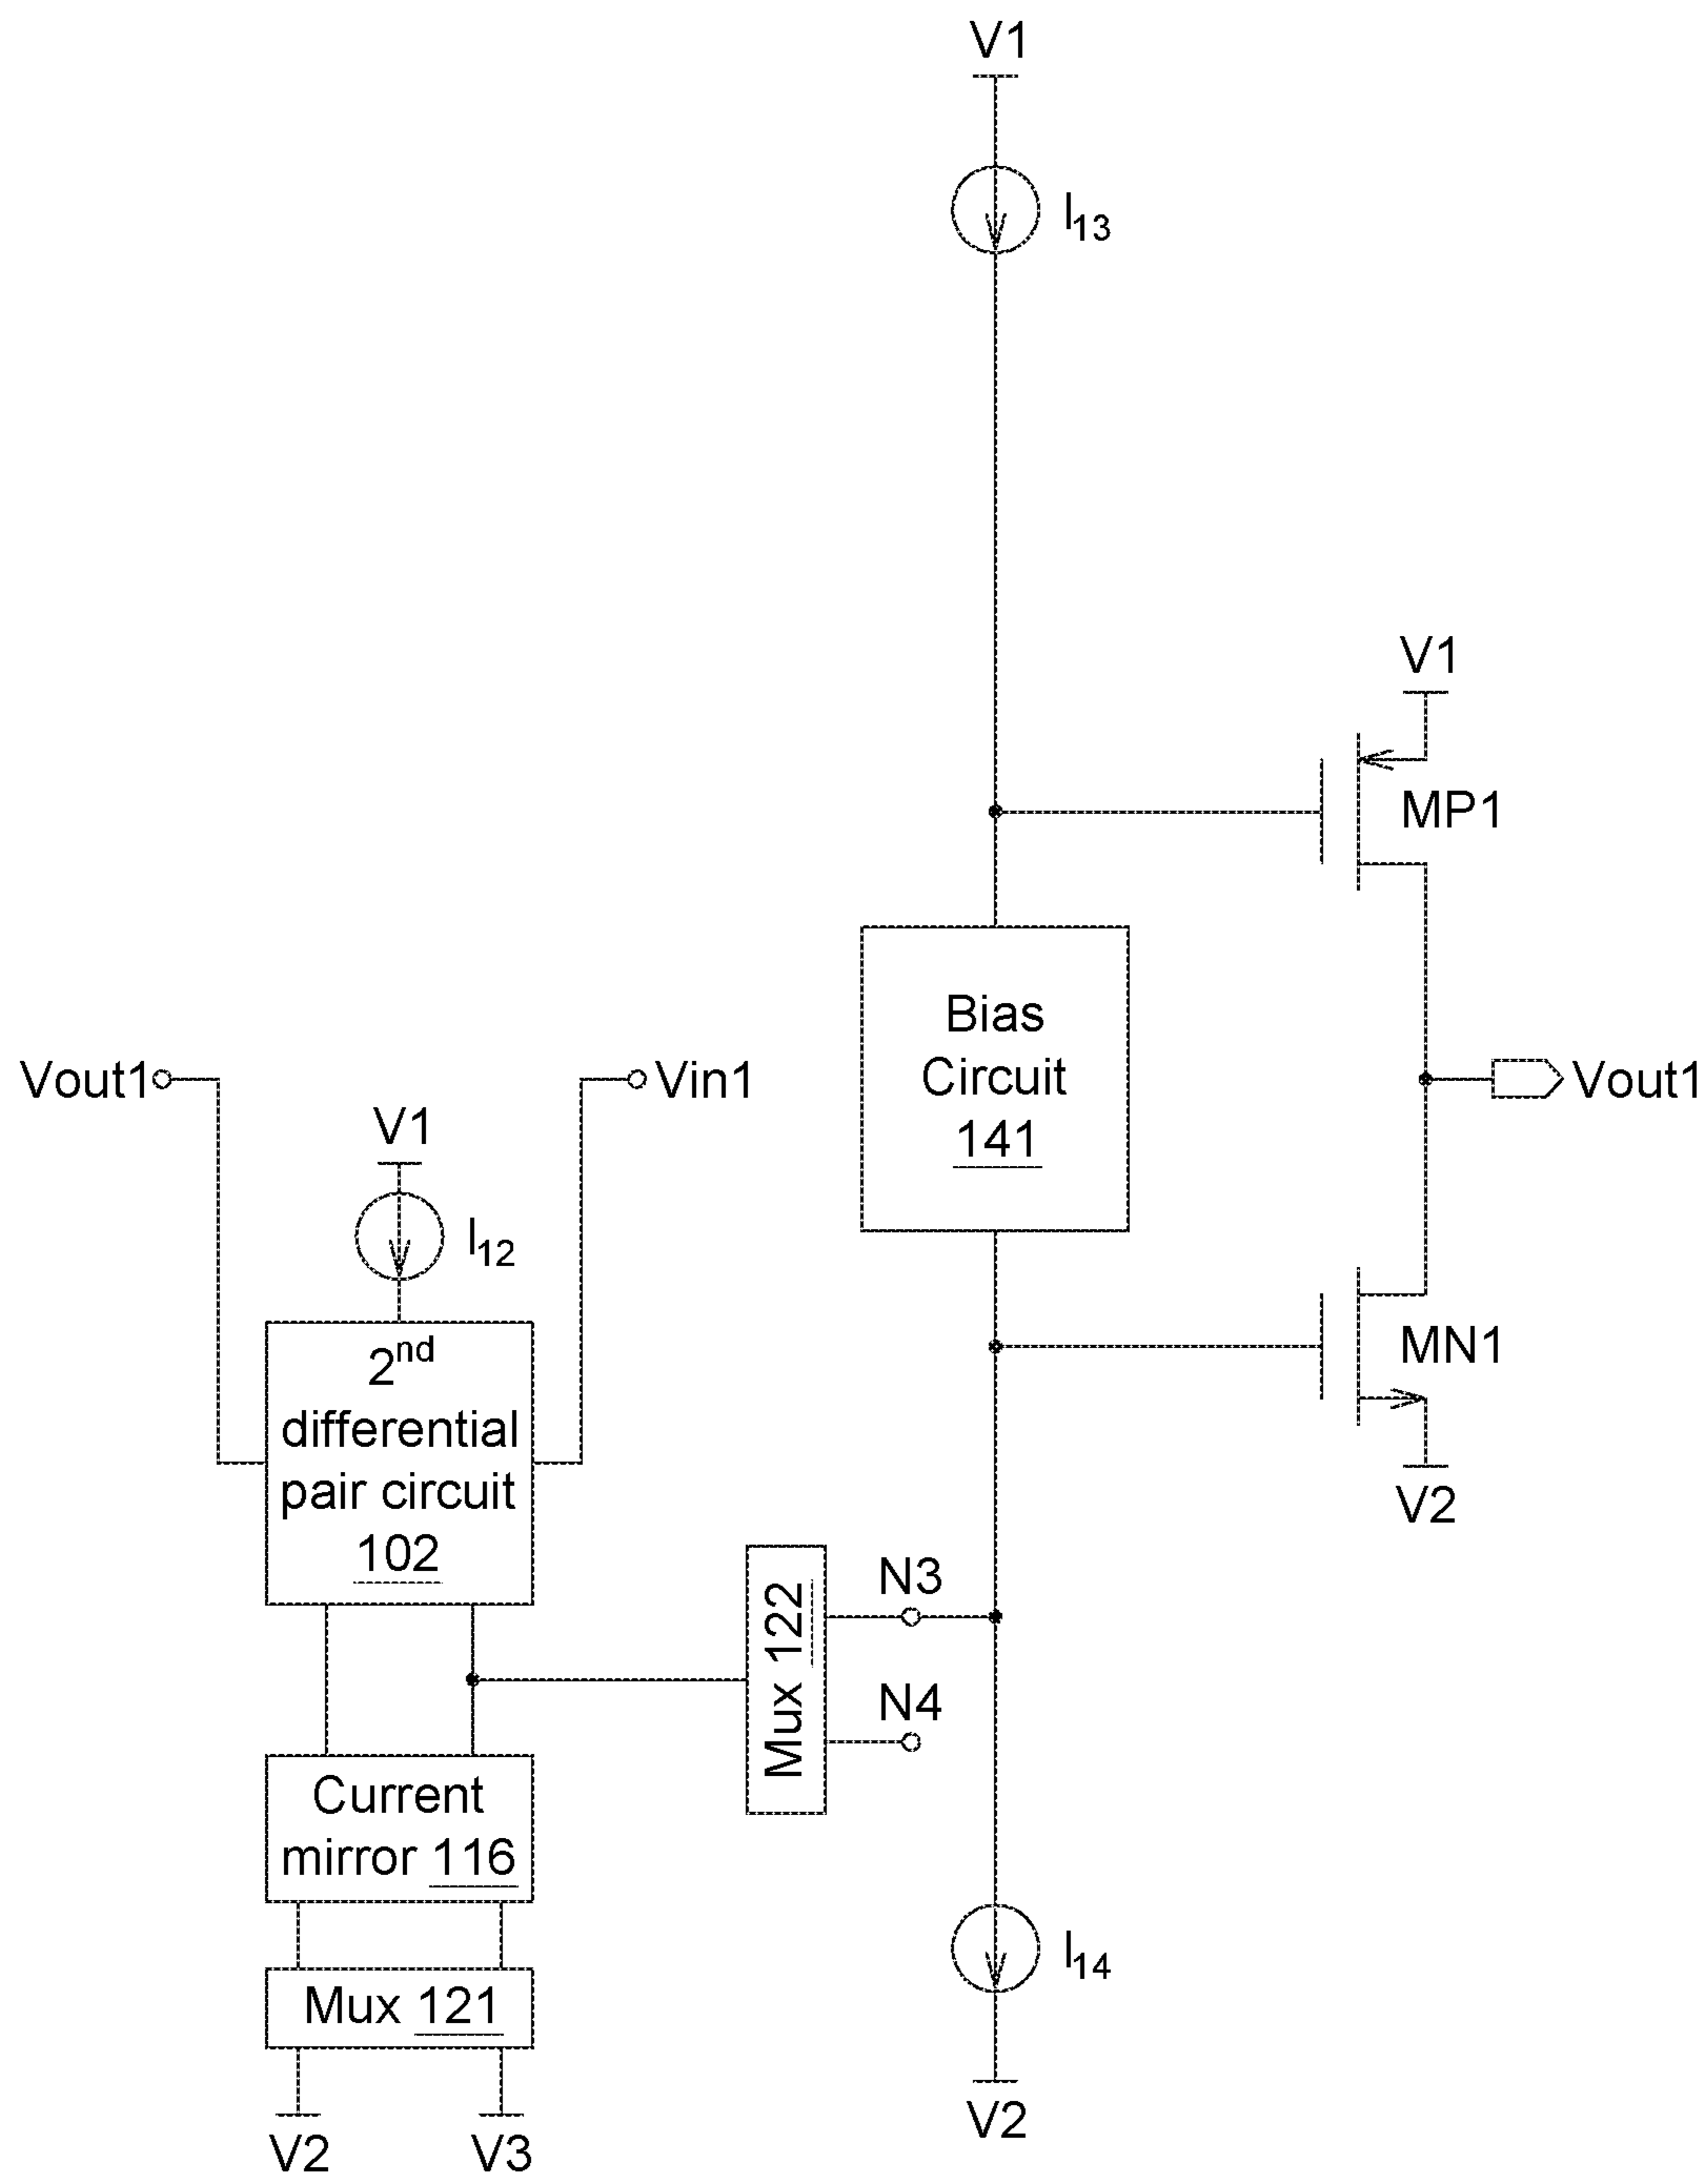 V1
I13
V1
MP1
Bias
Circuit
141
Vout1
Vin1
Vout1
V1
I12
2nd
differential
pair circuit
102
MN1
V2
N3
Mux 122
N4
Current
mirror 116
I14
Mux 121
V2
V2
V3